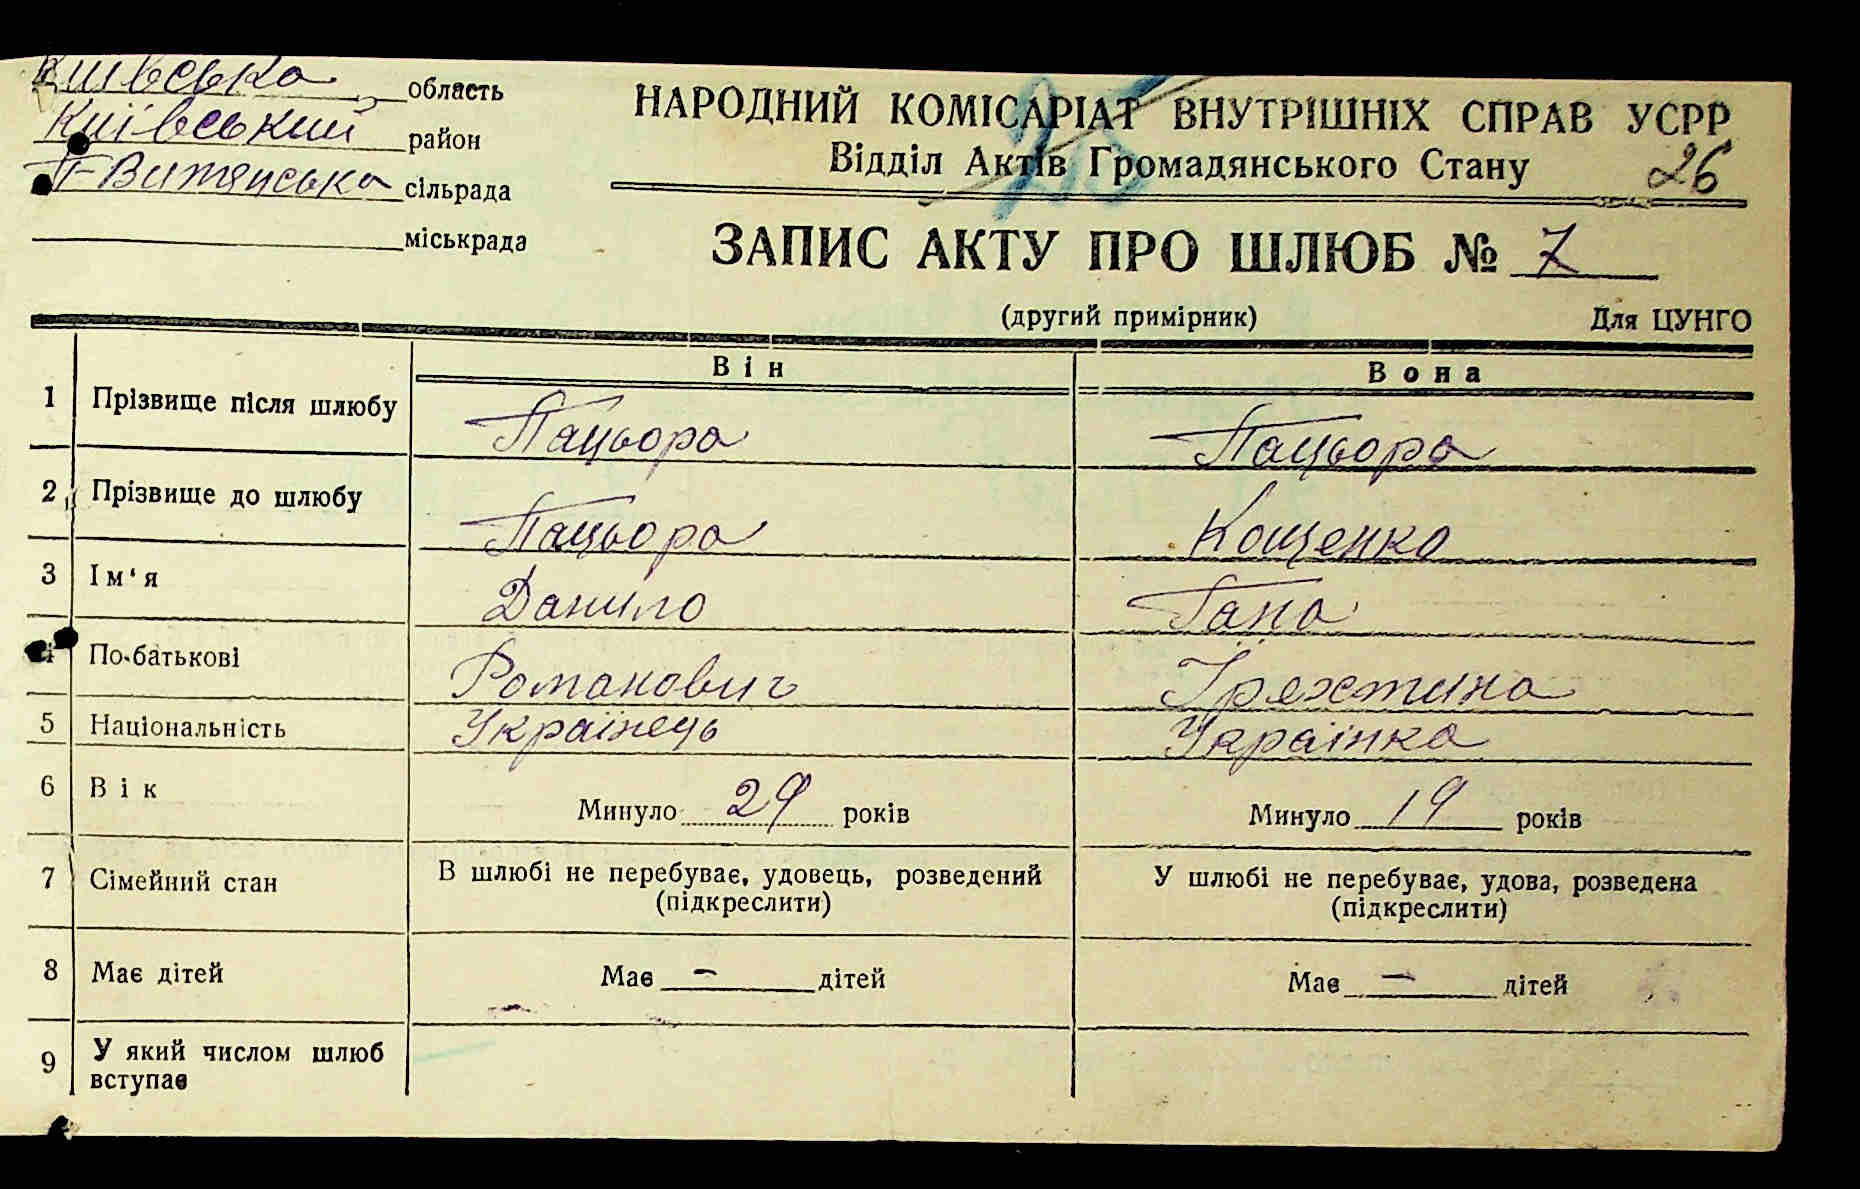 Київська область
Київський район
П-Витянська сільрада
міськрада
НАРОДНИЙ КОМІСАРІАТ ВНУТРІШНІХ СПРАВ УСРР
Відділ Актів Громадянського Стану
26
ЗАПИС АКТУ ПРО ШЛЮБ № 7
(другий примірник) Для ЦУНГО
Він Вона
1 Прізвище після шлюбу Пацьора Пацьора
2 Прізвище до шлюбу Пацьора Кощенко
3 Ім'я Данило Гана
4 По-батькові Романович
5 Національність Українець Українка
6 Вік Минуло 29 років Минуло 19 років
7 Сімейний стан В шлюбі не перебуває, удовець, розведений (підкреслити) У шлюбі не перебуває, удова, розведена (підкреслити)
8 Має дітей Має - дітей Має - дітей
9 У який числом шлюб
вступає